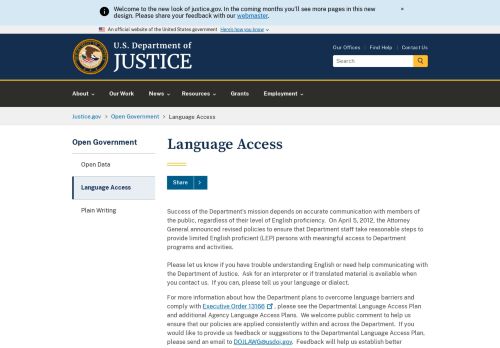 Welcome to the new look of justice.gov. In the coming months you'll see more pages in this new
design. Please share your feedback with our webmaster.
An official website of the United States government Here's how you know
U.S. Department of
JUSTICE
Our Offices | Find Help | Contact Us
Search
About
Our Work
News
Resources
Grants
Employment
Justice.gov > Open Government > Language Access
Open Government
Open Data
Language Access
Plain Writing
Language Access
Share >
Success of the Department's mission depends on accurate communication with members of
the public, regardless of their level of English proficiency. On April 5, 2012, the Attorney
General announced revised policies to ensure that Department staff take reasonable steps to
provide limited English proficient (LEP) persons with meaningful access to Department
programs and activities.
Please let us know if you have trouble understanding English or need help communicating with
the Department of Justice. Ask for an interpreter or if translated material is available when
you contact us. If you can, please tell us your language or dialect.
For more information about how the Department plans to overcome language barriers and
comply with Executive Order 13166 , please see the Departmental Language Access Plan
and additional Agency Language Access Plans. We welcome public comment to help us
ensure that our policies are applied consistently within and across the Department. If you
would like to provide us feedback or suggestions to the Departmental Language Access Plan,
please send an email to DOJLAWG@usdoj.gov. Feedback will help us establish better